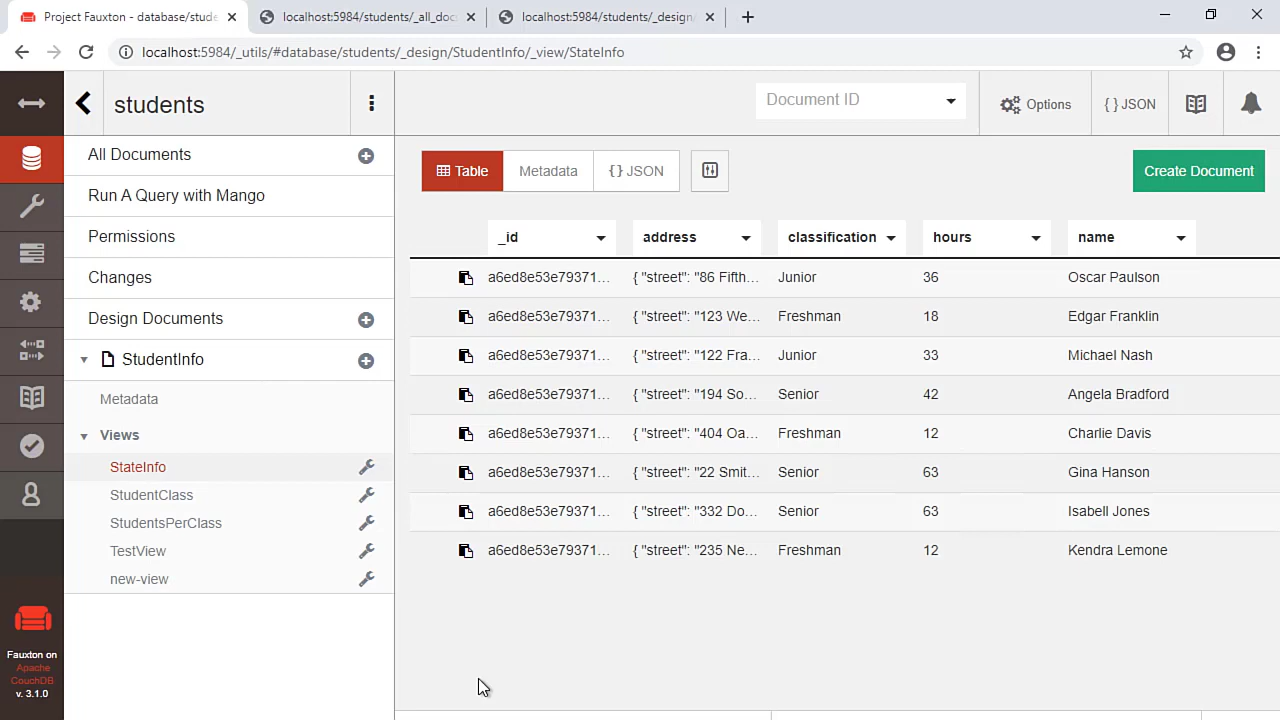 Project Fauxton - database/stude
localhost:5984/students/_all_doc
localhost:5984/students/_design/
localhost:5984/_utils/#database/students/_design/StudentInfo/_view/StateInfo
students
Document ID
Options
{ } JSON
All Documents
Run A Query with Mango
Permissions
Changes
Design Documents
StudentInfo
Metadata
Views
StateInfo
StudentClass
StudentsPerClass
TestView
new-view
Fauxton on
Apache
CouchDB
v. 3.1.0
Table
Metadata
{} JSON
Create Document
_id address classification hours name
a6ed8e53e79371... { "street": "86 Fifth... Junior 36 Oscar Paulson
a6ed8e53e79371... { "street": "123 We... Freshman 18 Edgar Franklin
a6ed8e53e79371... { "street": "122 Fra... Junior 33 Michael Nash
a6ed8e53e79371... { "street": "194 So... Senior 42 Angela Bradford
a6ed8e53e79371... { "street": "404 Oa... Freshman 12 Charlie Davis
a6ed8e53e79371... { "street": "22 Smit... Senior 63 Gina Hanson
a6ed8e53e79371... { "street": "332 Do... Senior 63 Isabell Jones
a6ed8e53e79371... { "street": "235 Ne... Freshman 12 Kendra Lemone